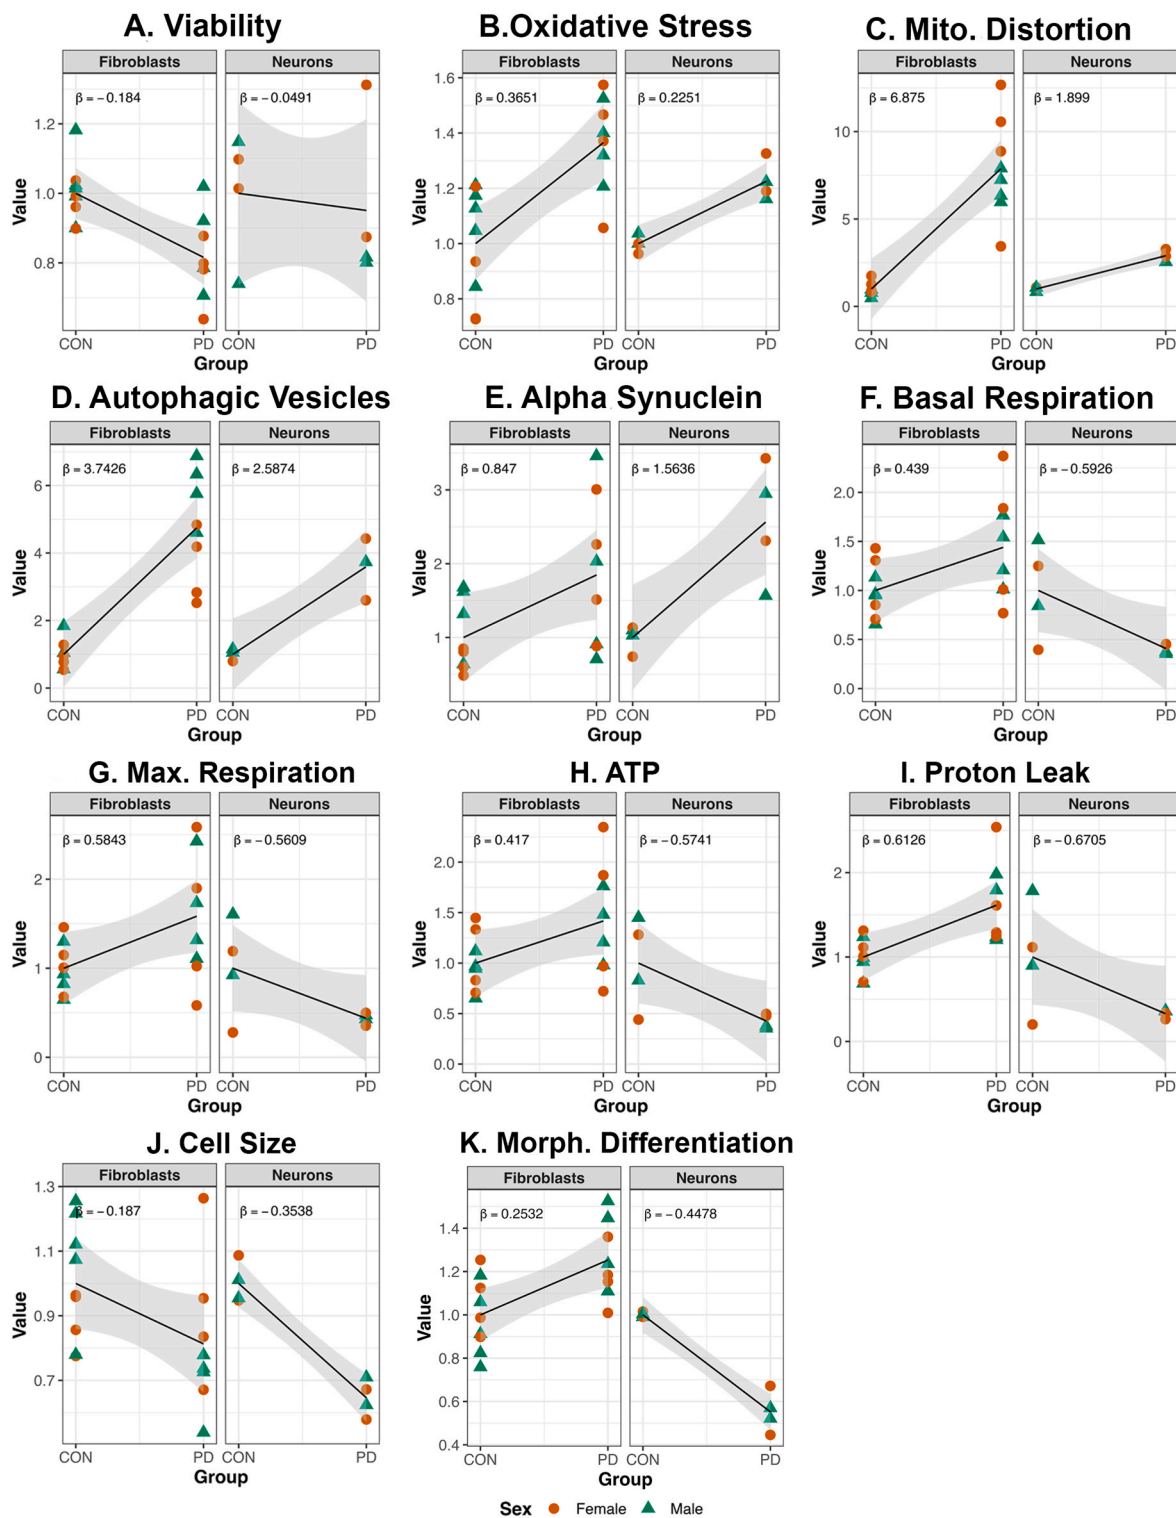 A. Viability
B.Oxidative Stress
C. Mito. Distortion
Fibroblasts Neurons
Fibroblasts Neurons
Fibroblasts Neurons
β = −0.184 β = −0.0491
β = 0.3651 β = 0.2251
β = 6.875 β = 1.899
Value
1.2
1.0
0.8
Value
1.6
1.4
1.2
1.0
0.8
Value
10
5
0
CON PD CON PD
CON PD CON PD
CON PD CON PD
Group
Group
Group
D. Autophagic Vesicles
E. Alpha Synuclein
F. Basal Respiration
Fibroblasts Neurons
Fibroblasts Neurons
Fibroblasts Neurons
β = 3.7426 β = 2.5874
β = 0.847 β = 1.5636
β = 0.439 β = −0.5926
Value
6
4
2
0
Value
3
2
1
Value
2.0
1.5
1.0
0.5
0.0
CON PD CON PD
CON PD CON PD
CON PD CON PD
Group
Group
Group
G. Max. Respiration
H. ATP
I. Proton Leak
Fibroblasts Neurons
Fibroblasts Neurons
Fibroblasts Neurons
β = 0.5843 β = −0.5609
β = 0.417 β = −0.5741
β = 0.6126 β = −0.6705
Value
2
1
0
Value
2.0
1.5
1.0
0.5
0.0
Value
2
1
0
CON PD CON PD
CON PD CON PD
CON PD CON PD
Group
Group
Group
J. Cell Size
K. Morph. Differentiation
Fibroblasts Neurons
Fibroblasts Neurons
β = −0.187 β = −0.3538
β = 0.2532 β = −0.4478
Value
1.3
1.1
0.9
0.7
Value
1.4
1.2
1.0
0.8
0.6
0.4
CON PD CON PD
CON PD CON PD
Group
Group
Sex Female Male